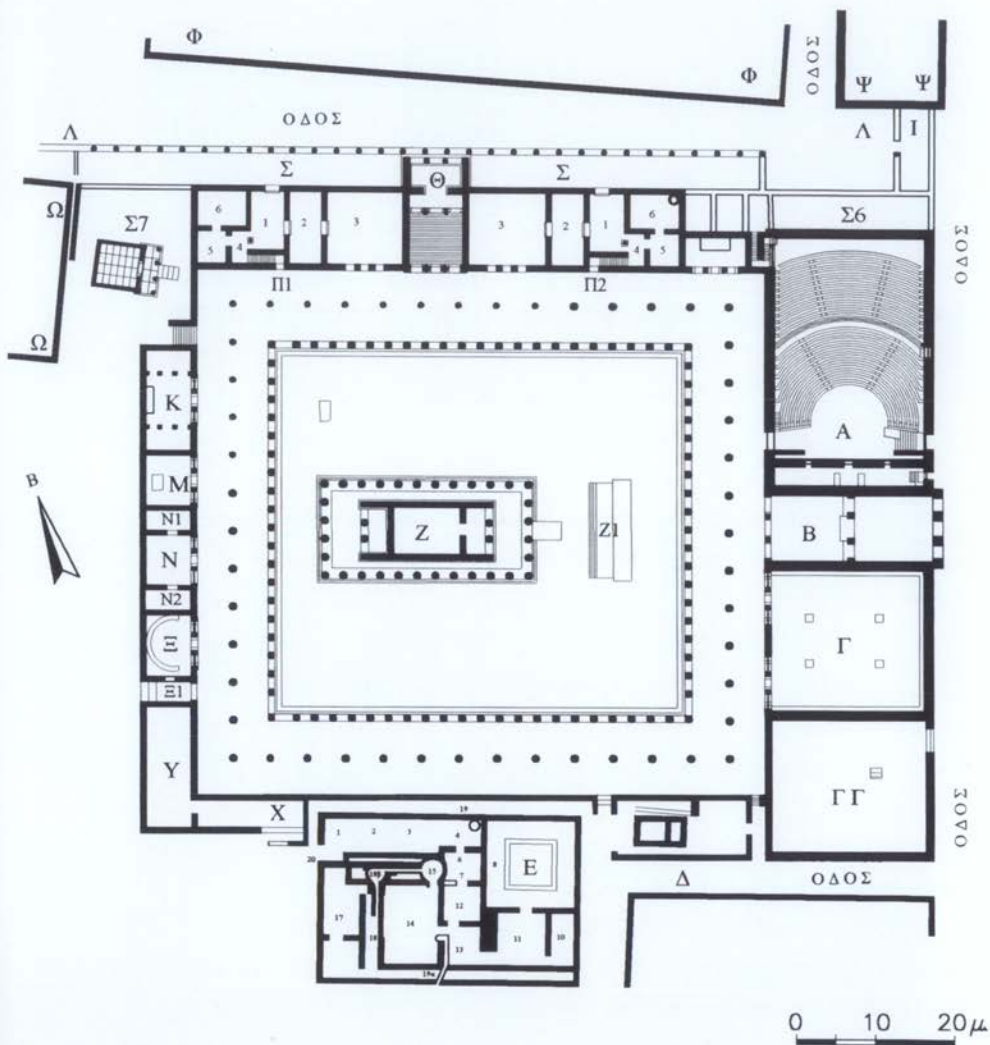 Φ
Φ
ΟΔΟΣ
Ψ Ψ
ΟΔΟΣ
Λ
Λ Ι
Σ
Θ
Σ
Ω
Σ7
6
1
2
3
3
2
1
6
Σ6
5
4
4
5
ΟΔΟΣ
Π1
Π2
Ω
Κ
Α
Β
Μ
Ν1
Ζ
Ζ1
Β
Ν
Ν2
Ξ
Γ
Ξ1
Υ
ΓΓ
Χ
19
ΟΔΟΣ
1
2
3
4
20
6
8
Ε
15
7
Δ
ΟΔΟΣ
12
17
14
18
11
10
13
19α
0 10 20μ